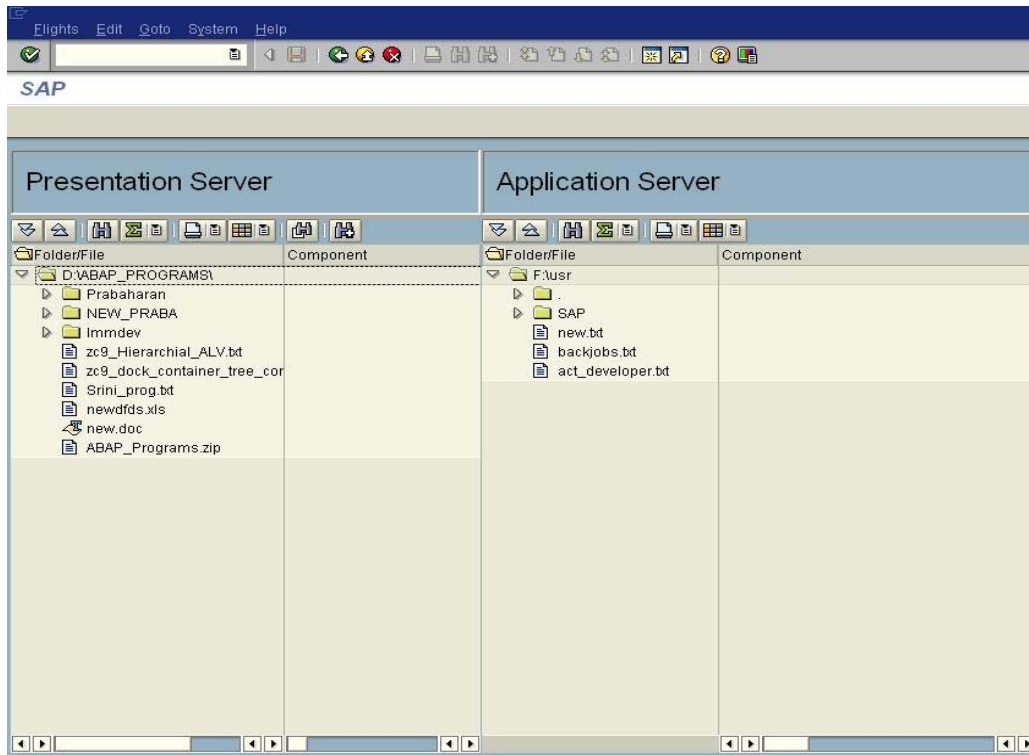 Flights Edit Goto System Help
SAP
Presentation Server
Application Server
Folder/File Component
D:\ABAP_PROGRAMS\
Prabaharan
NEW_PRABA
Immdev
zc9_Hierarchial_ALV.txt
zc9_dock_container_tree_cor
Srini_prog.txt
newdfds.xls
new.doc
ABAP_Programs.zip
Folder/File Component
F:\usr
.
SAP
new.txt
backjobs.txt
act_developer.txt